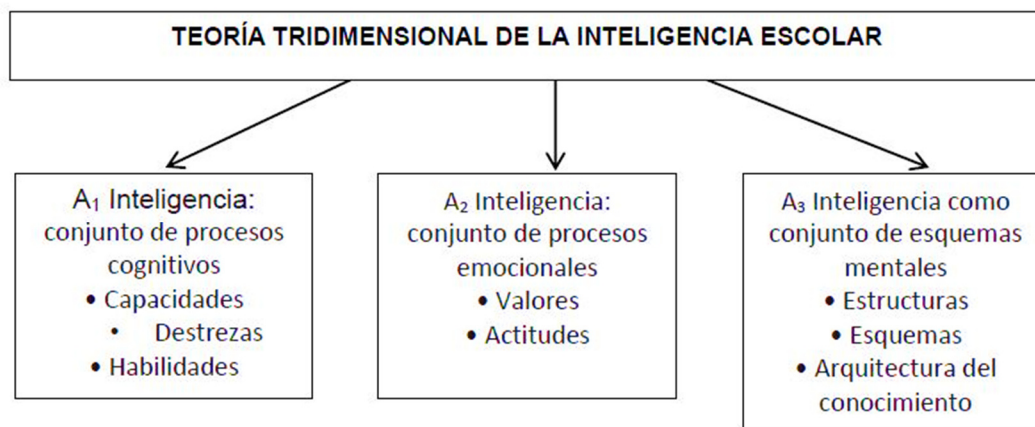 TEORÍA TRIDIMENSIONAL DE LA INTELIGENCIA ESCOLAR
A₁ Inteligencia:
conjunto de procesos
cognitivos
• Capacidades
• Destrezas
• Habilidades
A₂ Inteligencia:
conjunto de procesos
emocionales
• Valores
• Actitudes
A₃ Inteligencia como
conjunto de esquemas
mentales
• Estructuras
• Esquemas
• Arquitectura del
conocimiento